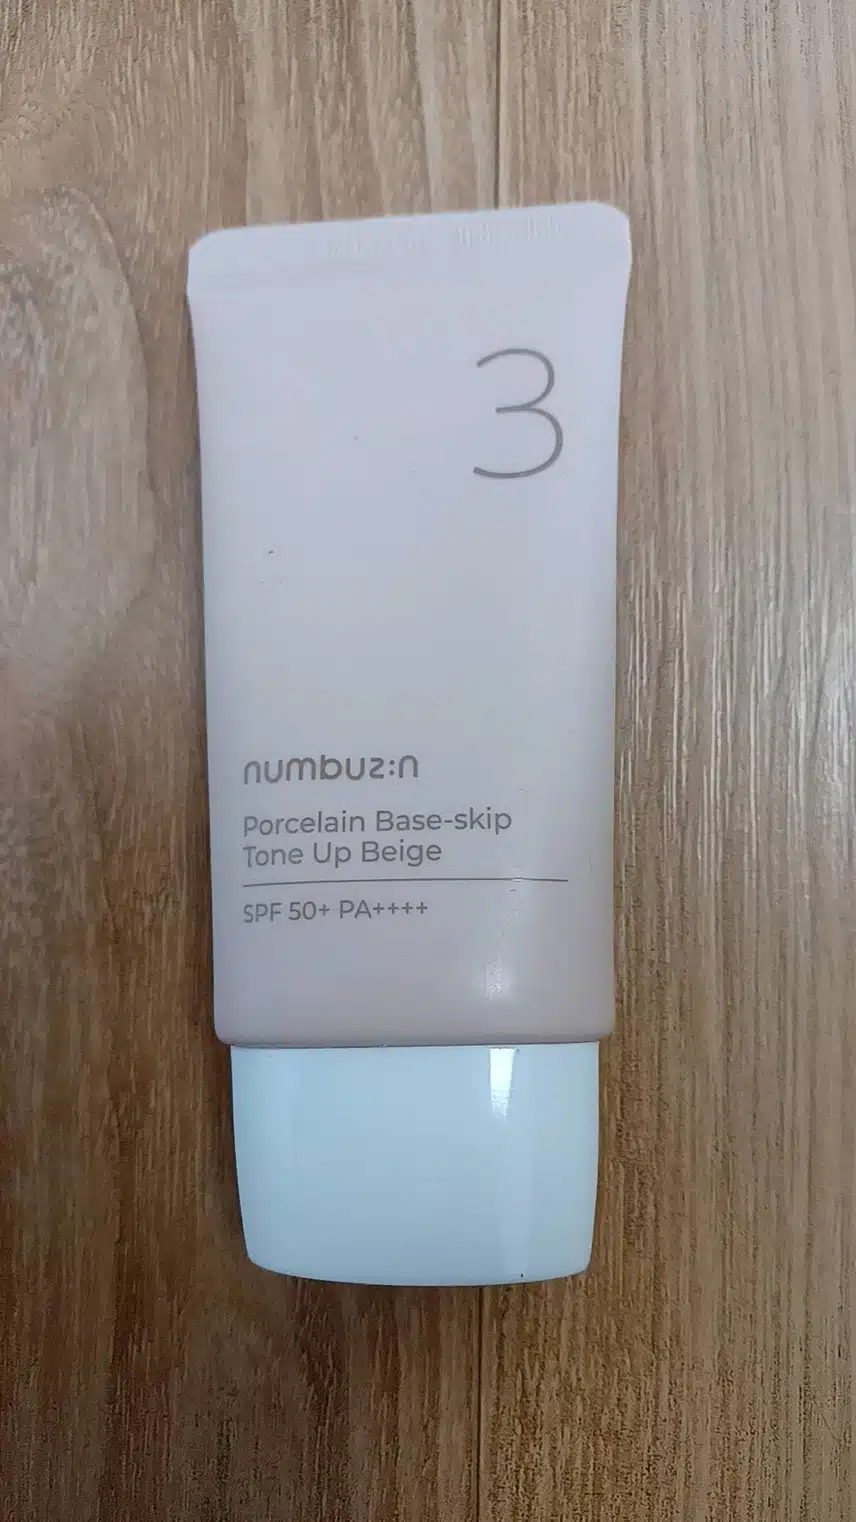 3
numbuz:n
Porcelain Base-skip
Tone Up Beige
SPF 50+ PA++++